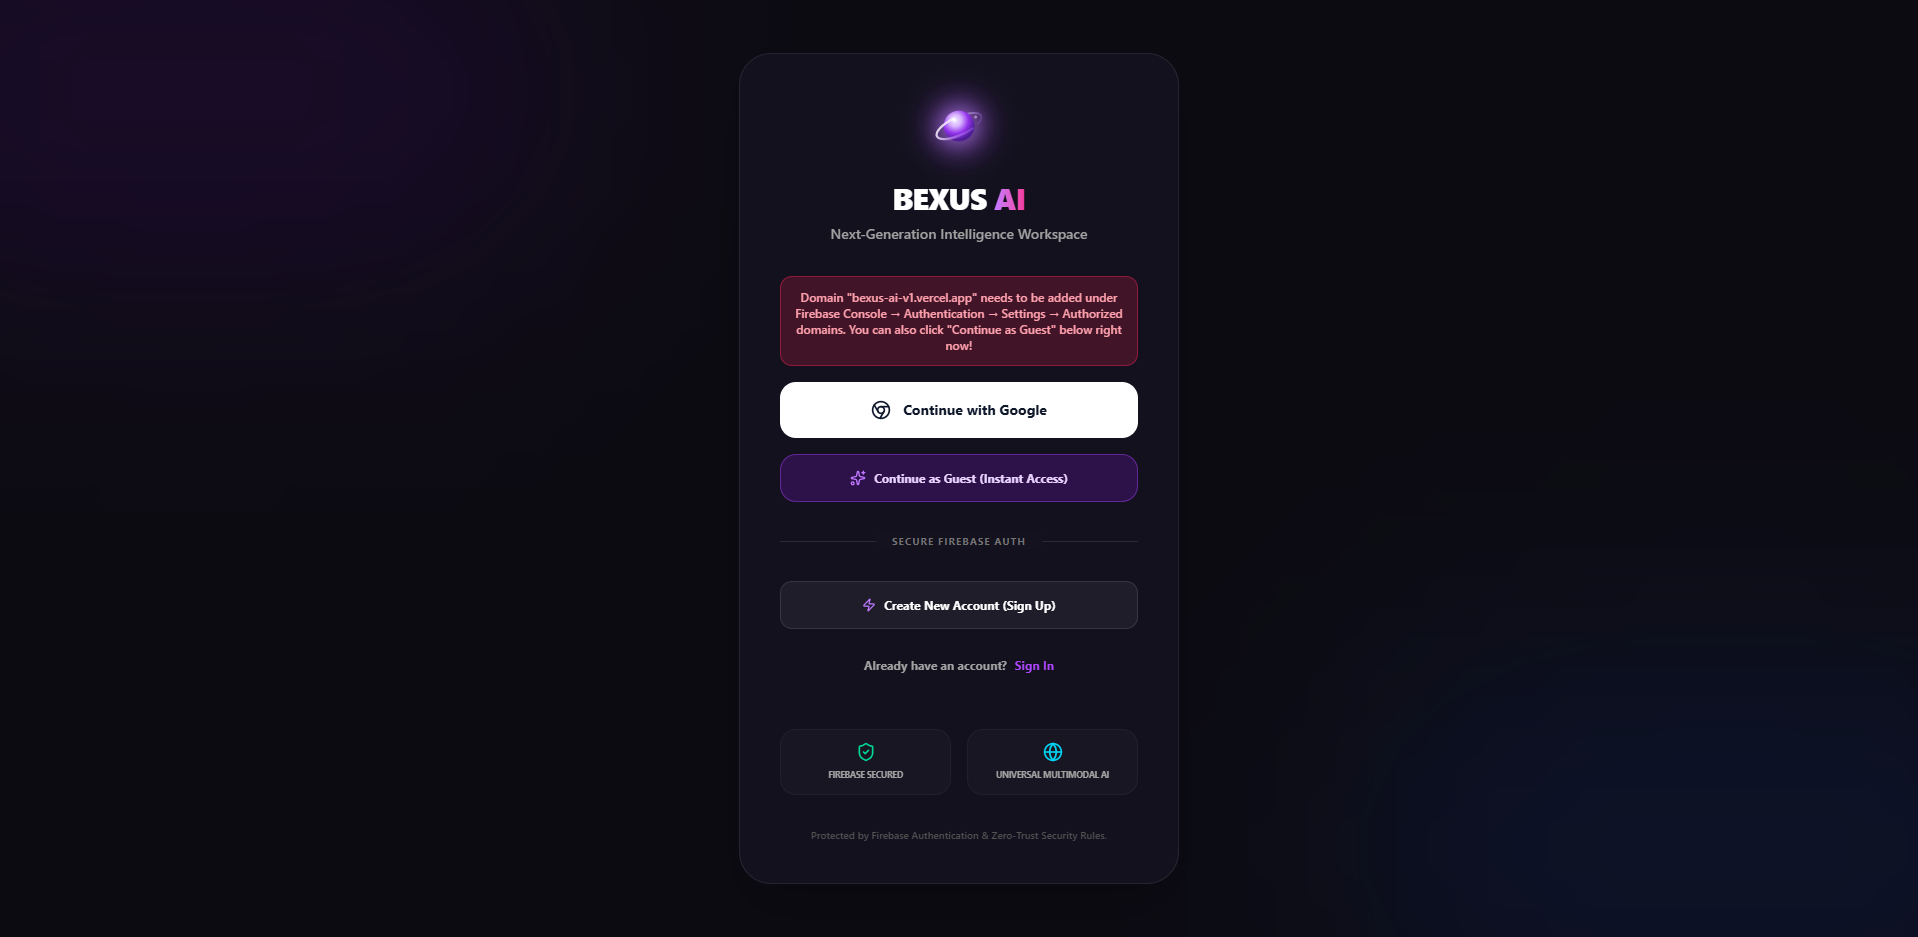 BEXUS AI
Next-Generation Intelligence Workspace
Domain "bexus-ai-v1.vercel.app" needs to be added under
Firebase Console → Authentication → Settings → Authorized
domains. You can also click "Continue as Guest" below right
now!
Continue with Google
Continue as Guest (Instant Access)
SECURE FIREBASE AUTH
Create New Account (Sign Up)
Already have an account? Sign In
FIREBASE SECURED
UNIVERSAL MULTIMODAL AI
Protected by Firebase Authentication & Zero-Trust Security Rules.